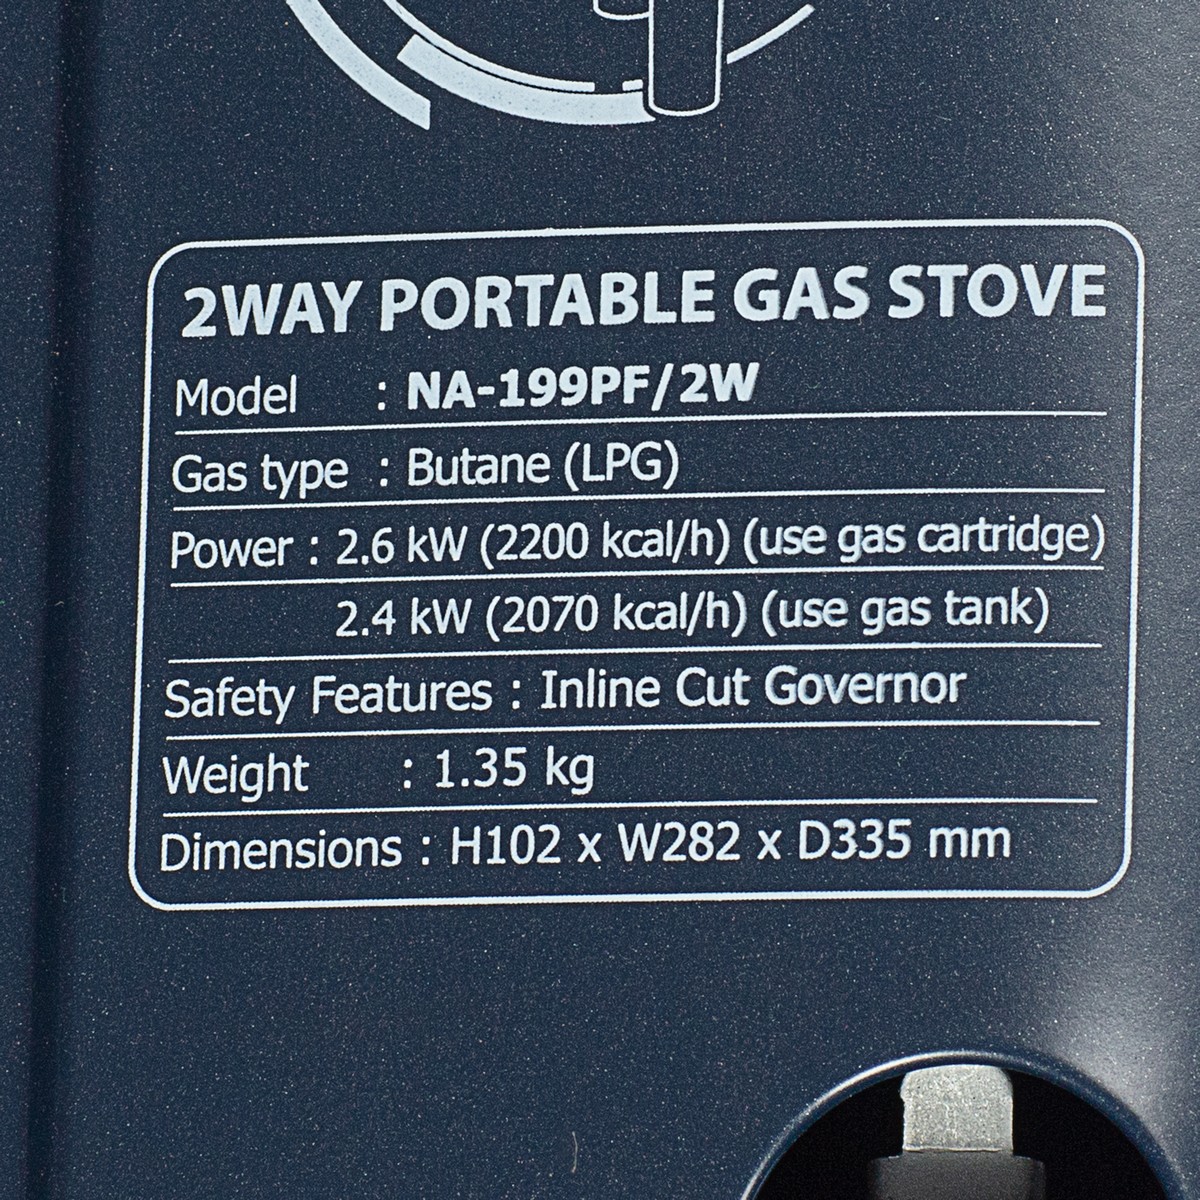 2WAY PORTABLE GAS STOVE
Model : NA-199PF/2W
Gas type : Butane (LPG)
Power : 2.6 kW (2200 kcal/h) (use gas cartridge)
2.4 kW (2070 kcal/h) (use gas tank)
Safety Features : Inline Cut Governor
Weight : 1.35 kg
Dimensions : H102 x W282 x D335 mm